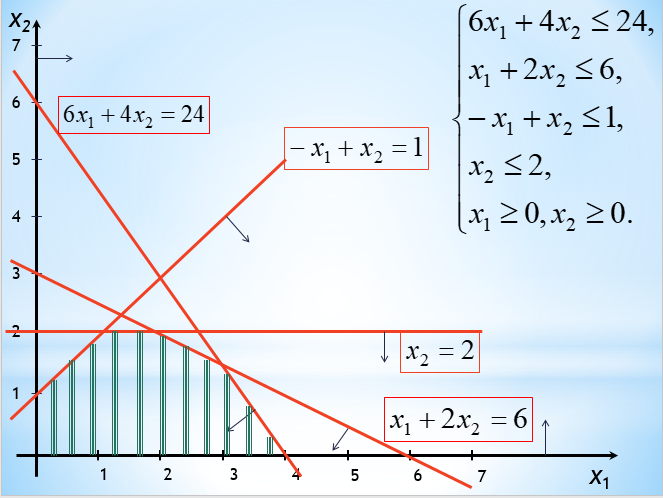 x₂
7
6
5
4
3
2
1
6x₁ + 4x₂ = 24
− x₁ + x₂ = 1
x₂ = 2
x₁ + 2x₂ = 6
1 2 3 4 5 6 7
x₁
6x₁ + 4x₂ ≤ 24,
x₁ + 2x₂ ≤ 6,
− x₁ + x₂ ≤ 1,
x₂ ≤ 2,
x₁ ≥ 0, x₂ ≥ 0.